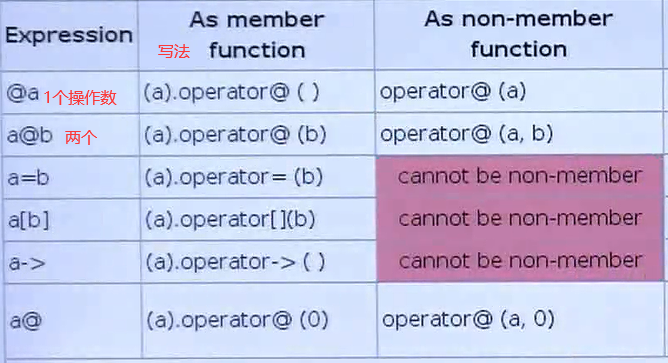 Expression As member function As non-member function
写法
@a 1个操作数 (a).operator@ ( ) operator@ (a)
a@b 两个 (a).operator@ (b) operator@ (a, b)
a=b (a).operator= (b) cannot be non-member
a[b] (a).operator[](b) cannot be non-member
a-> (a).operator-> ( ) cannot be non-member
a@ (a).operator@ (0) operator@ (a, 0)